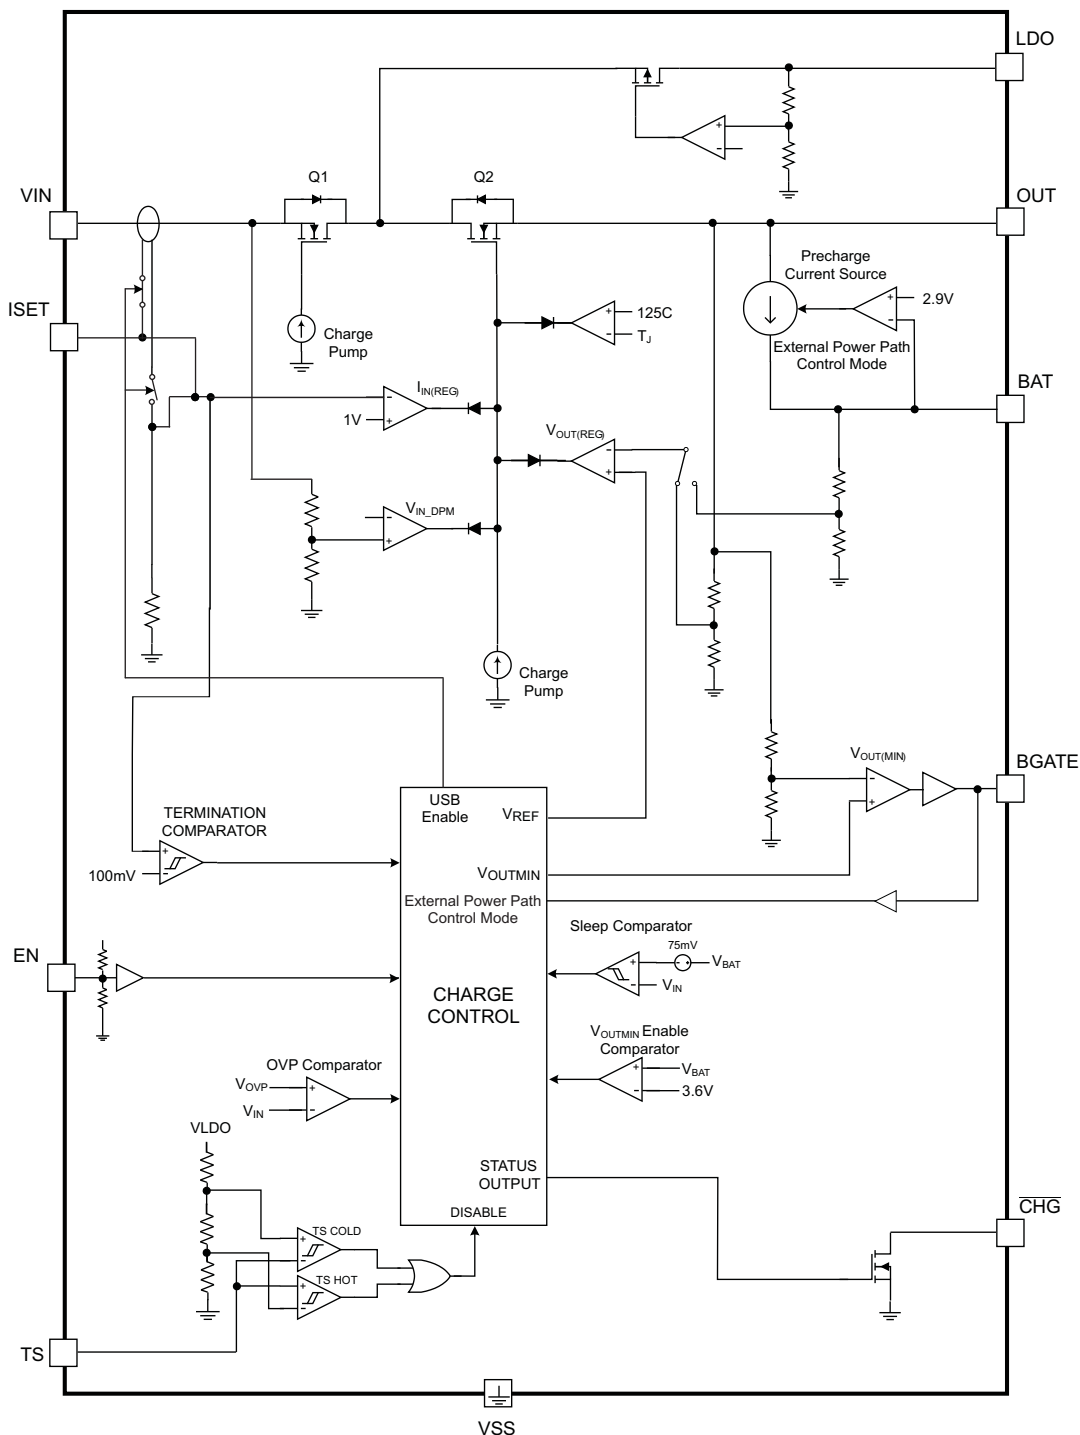 LDO
Q1
Q2
VIN
OUT
Precharge
Current Source
2.9V
ISET
125C
TJ
Charge
Pump
External Power Path
Control Mode
BAT
IIN(REG)
1V
VOUT(REG)
VIN_DPM
Charge
Pump
VOUT(MIN)
BGATE
USB
Enable
VREF
TERMINATION
COMPARATOR
100mV
VOUTMIN
External Power Path
Control Mode
Sleep Comparator
75mV
VBAT
VIN
EN
CHARGE
CONTROL
VOUTMIN Enable
Comparator
VBAT
3.6V
OVP Comparator
VOVP
VIN
VLDO
STATUS
OUTPUT
CHG
DISABLE
TS COLD
TS HOT
TS
VSS